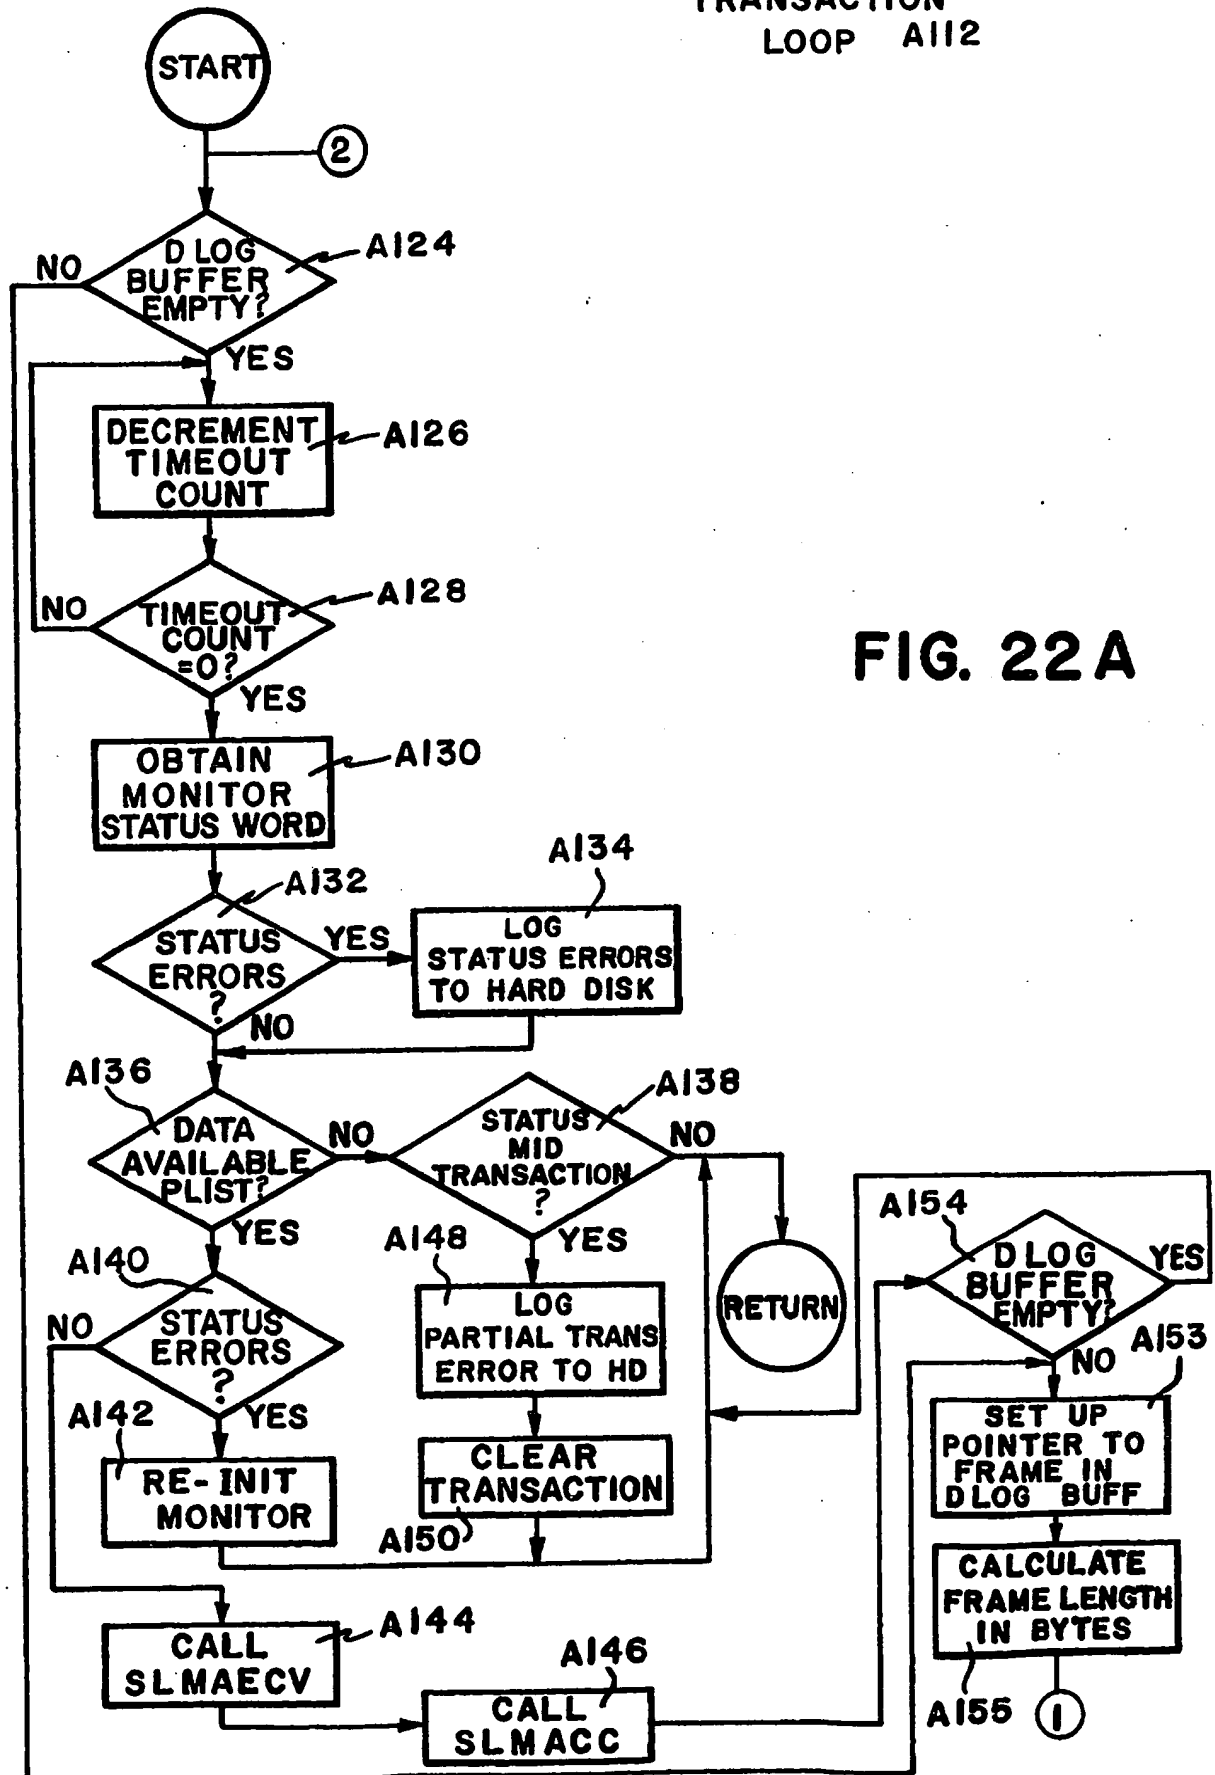 TRANSACTION
LOOP A112
START
2
D LOG
BUFFER
EMPTY?
A124
NO
YES
DECREMENT
TIMEOUT
COUNT
A126
TIMEOUT
COUNT
=0?
A128
NO
YES
FIG. 22A
OBTAIN
MONITOR
STATUS WORD
A130
A132
STATUS
ERRORS
?
YES
NO
A134
LOG
STATUS ERRORS
TO HARD DISK
A136
DATA
AVAILABLE
PLIST?
NO
YES
A138
STATUS
MID
TRANSACTION
?
NO
YES
A140
STATUS
ERRORS
?
NO
YES
A148
LOG
PARTIAL TRANS
ERROR TO HD
RETURN
A154
D LOG
BUFFER
EMPTY?
YES
NO
A142
RE-INIT
MONITOR
CLEAR
TRANSACTION
A150
A153
SET UP
POINTER TO
FRAME IN
D LOG BUFF
CALCULATE
FRAME LENGTH
IN BYTES
A155
1
CALL
SLMAECV
A144
A146
CALL
SLMACC